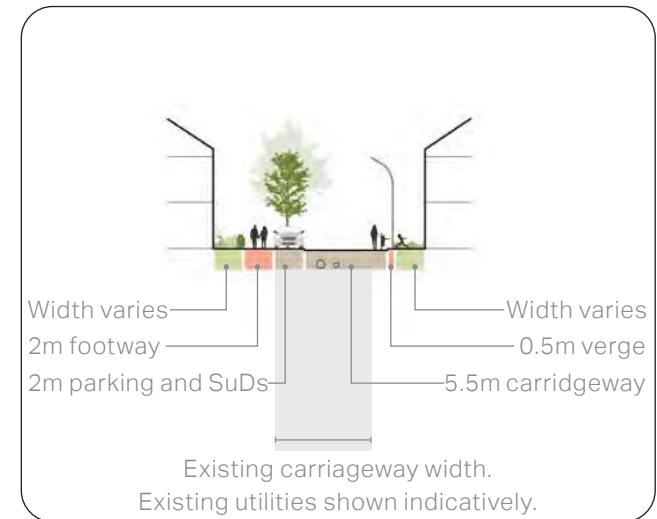 Width varies
2m footway
2m parking and SuDs
Width varies
0.5m verge
5.5m carridgeway
Existing carriageway width.
Existing utilities shown indicatively.